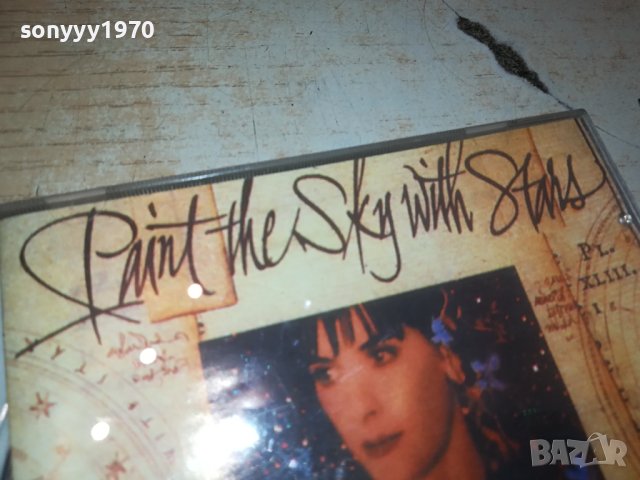 sonyyy1970
Paint the Sky with Stars
PL.
XLIII.
I
BAZAR